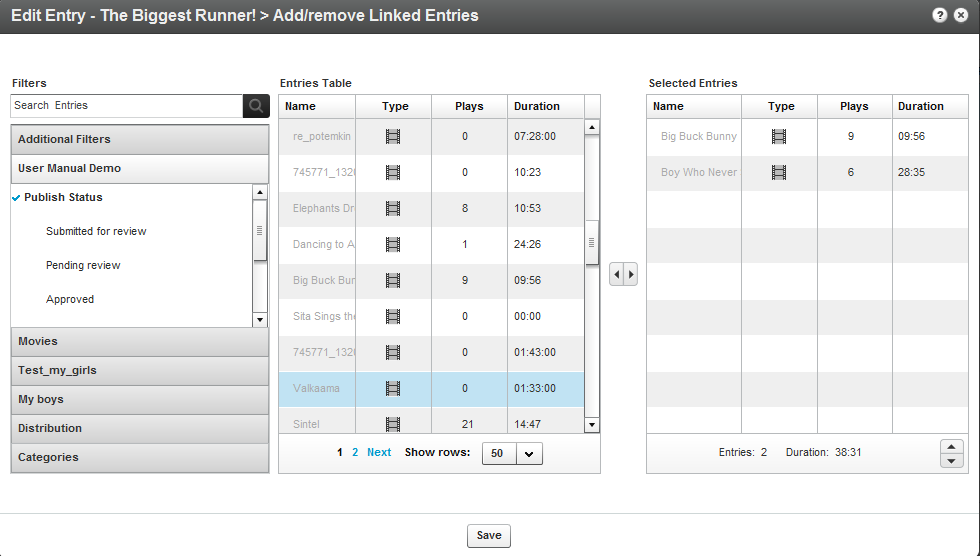 Edit Entry - The Biggest Runner! > Add/remove Linked Entries
?
Filters
Search Entries
Additional Filters
User Manual Demo
Publish Status
Submitted for review
Pending review
Approved
Movies
Test_my_girls
My boys
Distribution
Categories
Entries Table
Name Type Plays Duration
re_potemkin 0 07:28:00
745771_132 0 10:23
Elephants Dr 8 10:53
Dancing to A 1 24:26
Big Buck Bun 9 09:56
Sita Sings the 0 00:00
745771_132 0 01:43:00
Valkaama 0 01:33:00
Sintel 21 14:47
1 2 Next Show rows: 50
Selected Entries
Name Type Plays Duration
Big Buck Bunny 9 09:56
Boy Who Never 6 28:35
Entries: 2 Duration: 38:31
Save